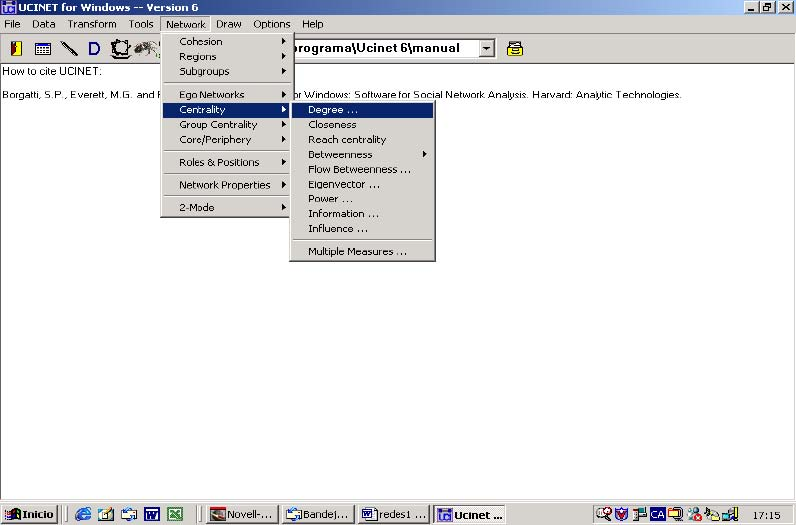 UCINET for Windows -- Version 6
File Data Transform Tools Network Draw Options Help
D programa\Ucinet 6\manual
How to cite UCINET:
Borgatti, S.P., Everett, M.G. and or Windows: Software for Social Network Analysis. Harvard: Analytic Technologies.
Cohesion
Regions
Subgroups
Ego Networks
Centrality
Group Centrality
Core/Periphery
Roles & Positions
Network Properties
2-Mode
Degree ...
Closeness
Reach centrality
Betweenness
Flow Betweenness ...
Eigenvector ...
Power ...
Information ...
Influence ...
Multiple Measures ...
Inicio Novell-... Bandej... redes1 ... Ucinet ... CA 17:15